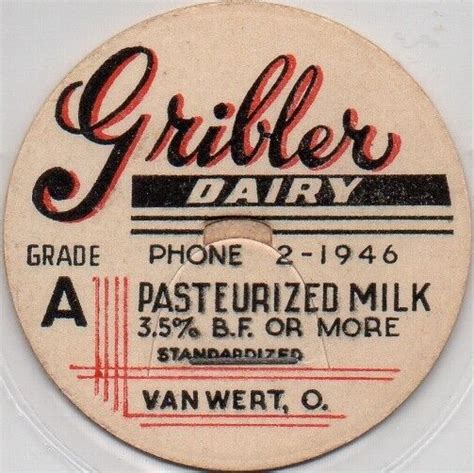 Gribler
DAIRY
GRADE A
PHONE 2-1946
PASTEURIZED MILK
3.5% B.F. OR MORE
STANDARDIZED
VAN WERT, O.